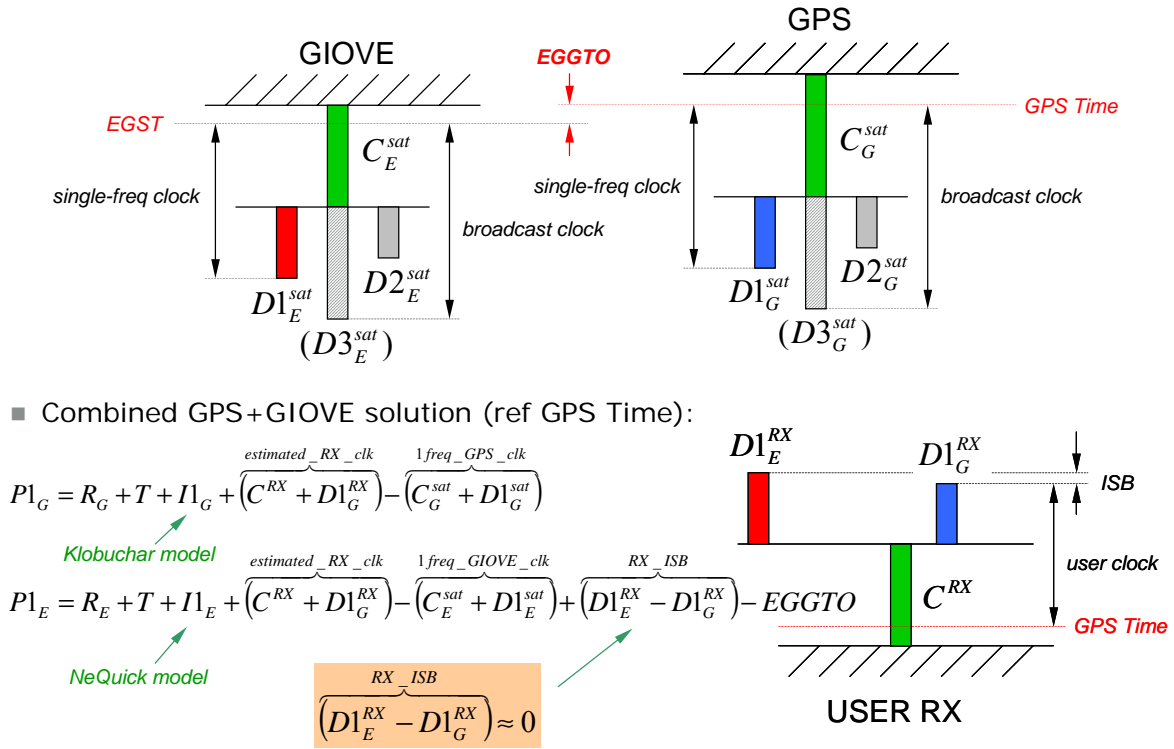 GIOVE
EGGTO
GPS
EGST
GPS Time
C_E^{sat}
C_G^{sat}
single-freq clock
broadcast clock
single-freq clock
broadcast clock
D1_E^{sat}
D2_E^{sat}
(D3_E^{sat})
D1_G^{sat}
D2_G^{sat}
(D3_G^{sat})
■ Combined GPS+GIOVE solution (ref GPS Time):
estimated_RX_clk 1freq_GPS_clk
P1_G = R_G + T + I1_G + (C^{RX} + D1_G^{RX}) − (C_G^{sat} + D1_G^{sat})
Klobuchar model
estimated_RX_clk 1freq_GIOVE_clk RX_ISB
P1_E = R_E + T + I1_E + (C^{RX} + D1_G^{RX}) − (C_E^{sat} + D1_E^{sat}) + (D1_E^{RX} − D1_G^{RX}) − EGGTO
NeQuick model
RX_ISB
(D1_E^{RX} − D1_G^{RX}) ≈ 0
D1_E^{RX}
D1_G^{RX}
ISB
user clock
C^{RX}
GPS Time
USER RX